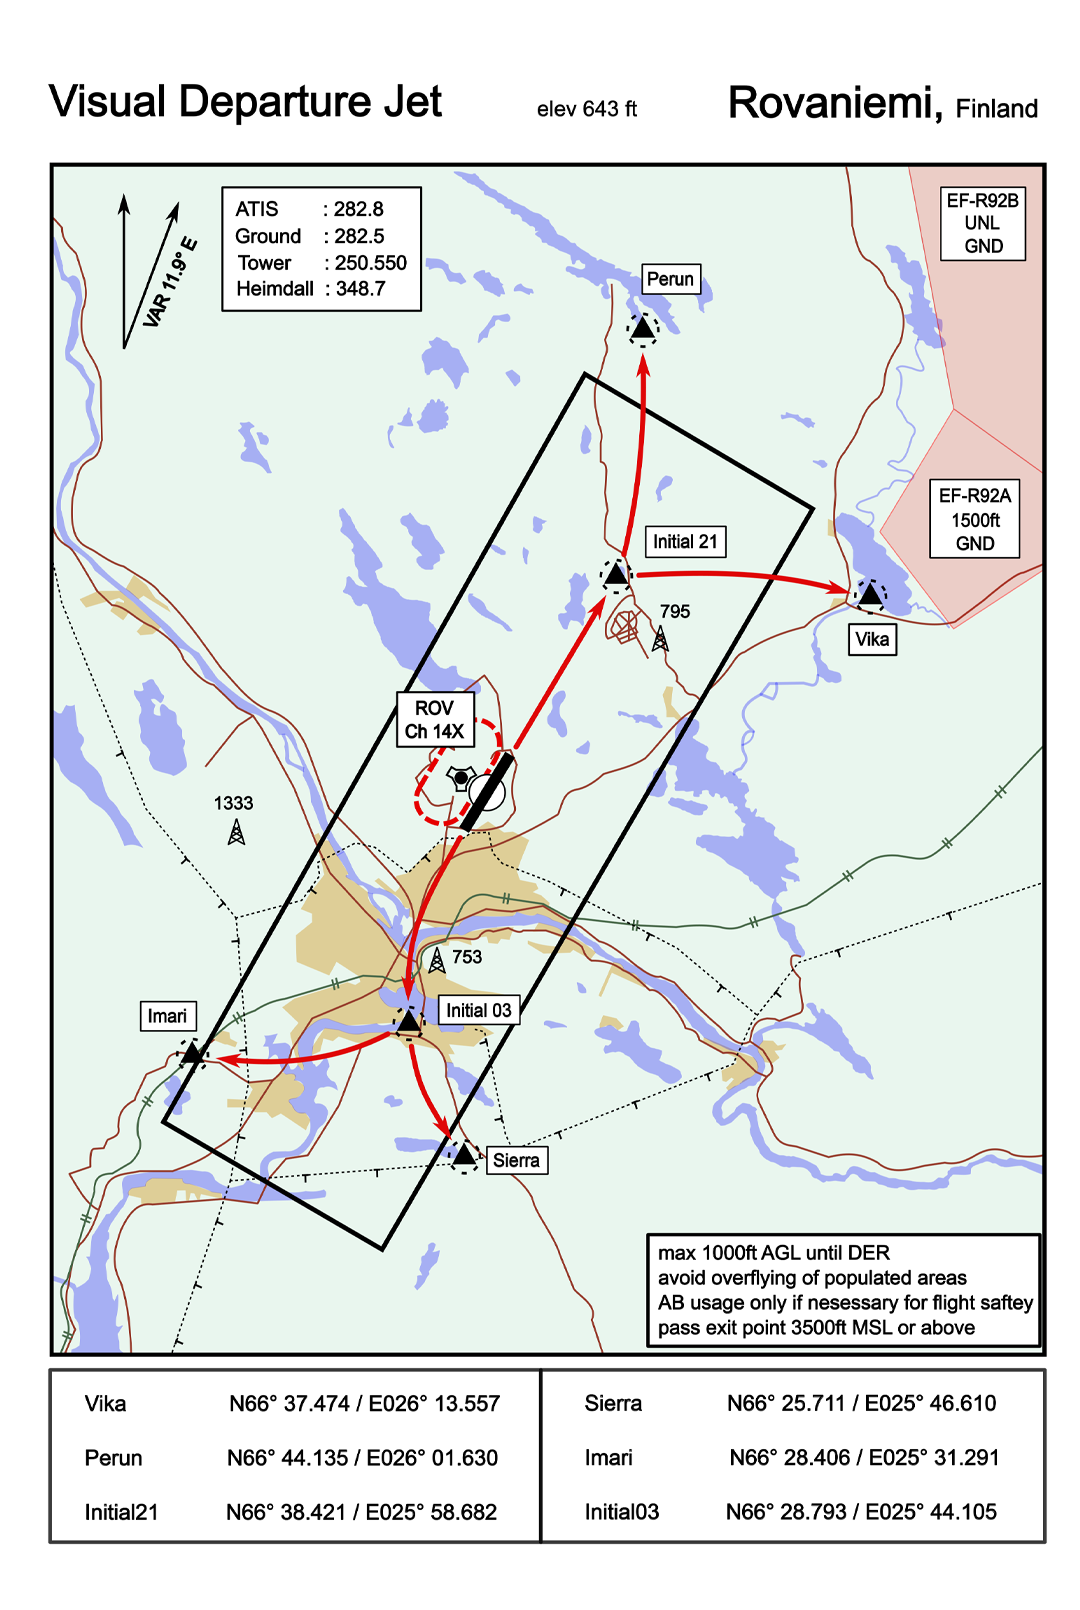 Visual Departure Jet
elev 643 ft
Rovaniemi, Finland
VAR 11.9° E
ATIS : 282.8
Ground : 282.5
Tower : 250.550
Heimdall : 348.7
EF-R92B
UNL
GND
Perun
EF-R92A
1500ft
GND
Initial 21
795
Vika
ROV
Ch 14X
1333
753
Imari
Initial 03
Sierra
max 1000ft AGL until DER
avoid overflying of populated areas
AB usage only if nesessary for flight saftey
pass exit point 3500ft MSL or above
Vika N66° 37.474 / E026° 13.557
Perun N66° 44.135 / E026° 01.630
Initial21 N66° 38.421 / E025° 58.682
Sierra N66° 25.711 / E025° 46.610
Imari N66° 28.406 / E025° 31.291
Initial03 N66° 28.793 / E025° 44.105